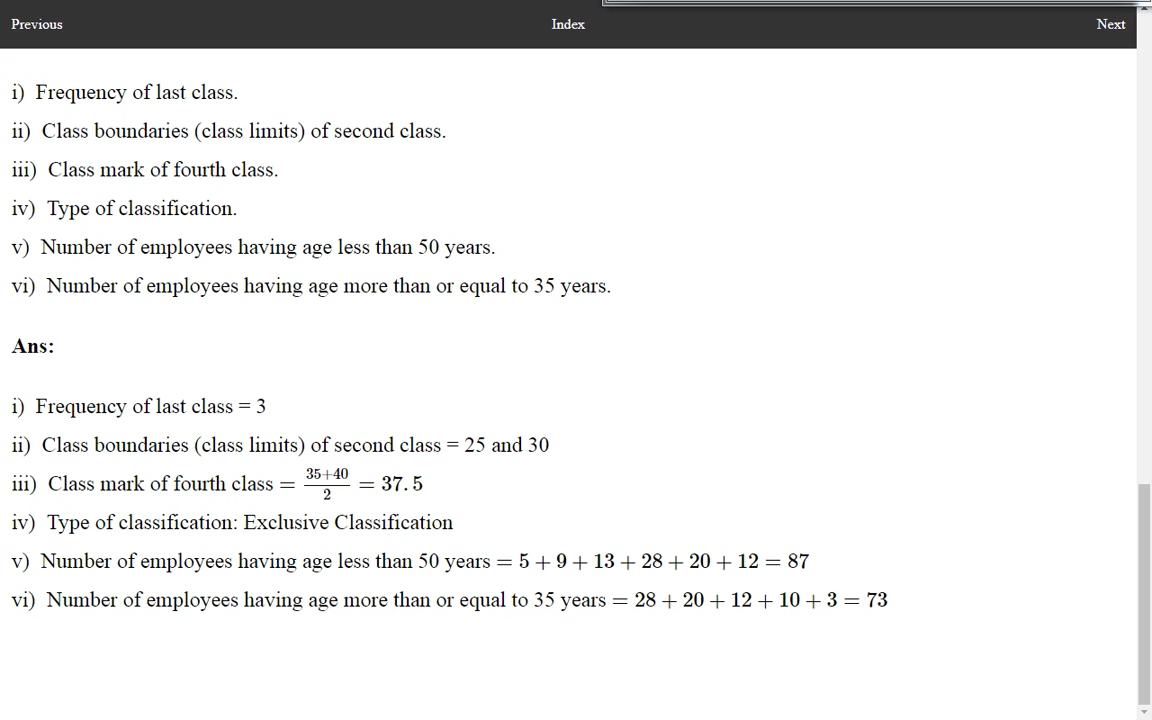 Previous Index Next
i) Frequency of last class.
ii) Class boundaries (class limits) of second class.
iii) Class mark of fourth class.
iv) Type of classification.
v) Number of employees having age less than 50 years.
vi) Number of employees having age more than or equal to 35 years.
Ans:
i) Frequency of last class = 3
ii) Class boundaries (class limits) of second class = 25 and 30
iii) Class mark of fourth class = \frac{35+40}{2} = 37.5
iv) Type of classification: Exclusive Classification
v) Number of employees having age less than 50 years = 5 + 9 + 13 + 28 + 20 + 12 = 87
vi) Number of employees having age more than or equal to 35 years = 28 + 20 + 12 + 10 + 3 = 73